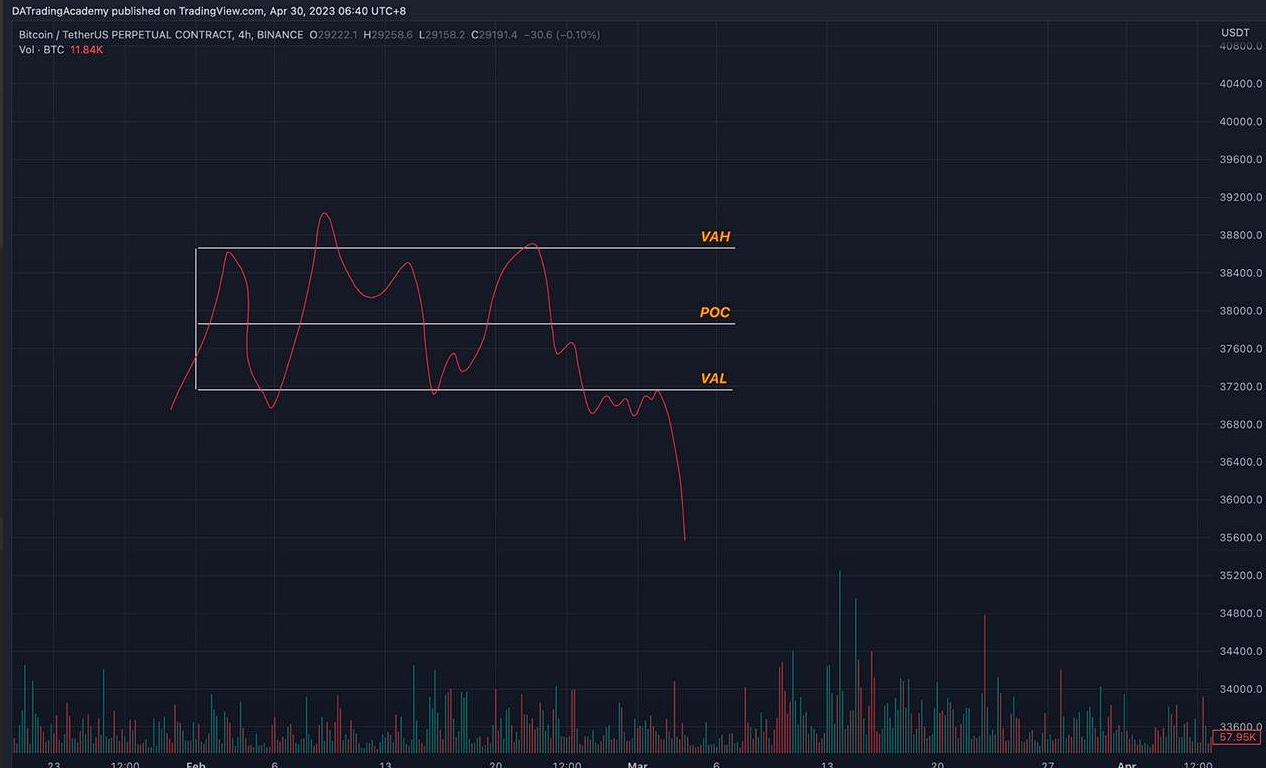 DATradingAcademy published on TradingView.com, Apr 30, 2023 06:40 UTC+8
Bitcoin / TetherUS PERPETUAL CONTRACT, 4h, BINANCE O29222.1 H29258.6 L29158.2 C29191.4 −30.6 (−0.10%)
Vol · BTC 11.84K
USDT
40800.0
40400.0
40000.0
39600.0
39200.0
38800.0
38400.0
38000.0
37600.0
37200.0
36800.0
36400.0
36000.0
35600.0
35200.0
34800.0
34400.0
34000.0
33600.0
57.95K
VAH
POC
VAL
23 12:00 Feb 6 13 20 12:00 Mar 6 13 20 27 Apr 12:00